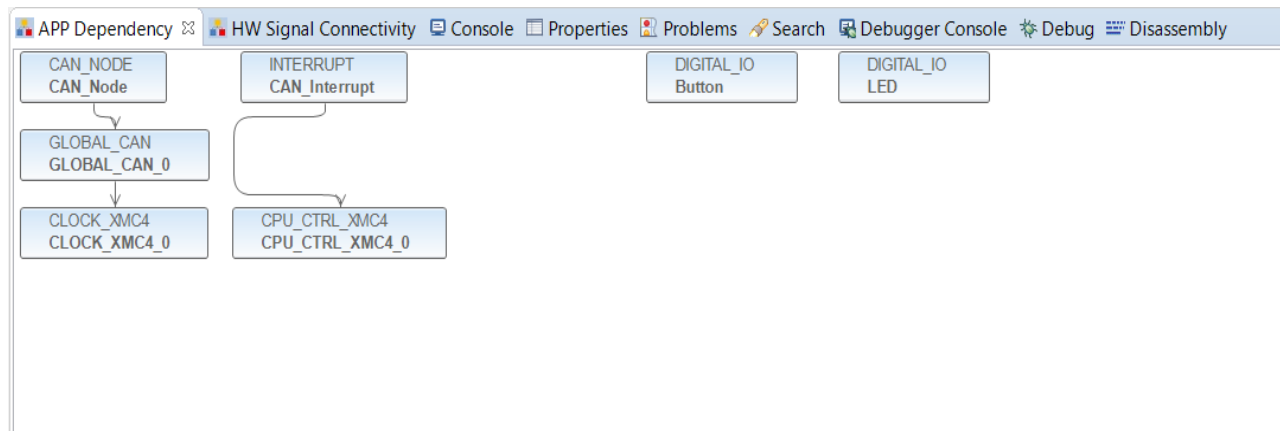 APP Dependency HW Signal Connectivity Console Properties Problems Search Debugger Console Debug Disassembly
CAN_NODE
CAN_Node
INTERRUPT
CAN_Interrupt
DIGITAL_IO
Button
DIGITAL_IO
LED
GLOBAL_CAN
GLOBAL_CAN_0
CLOCK_XMC4
CLOCK_XMC4_0
CPU_CTRL_XMC4
CPU_CTRL_XMC4_0